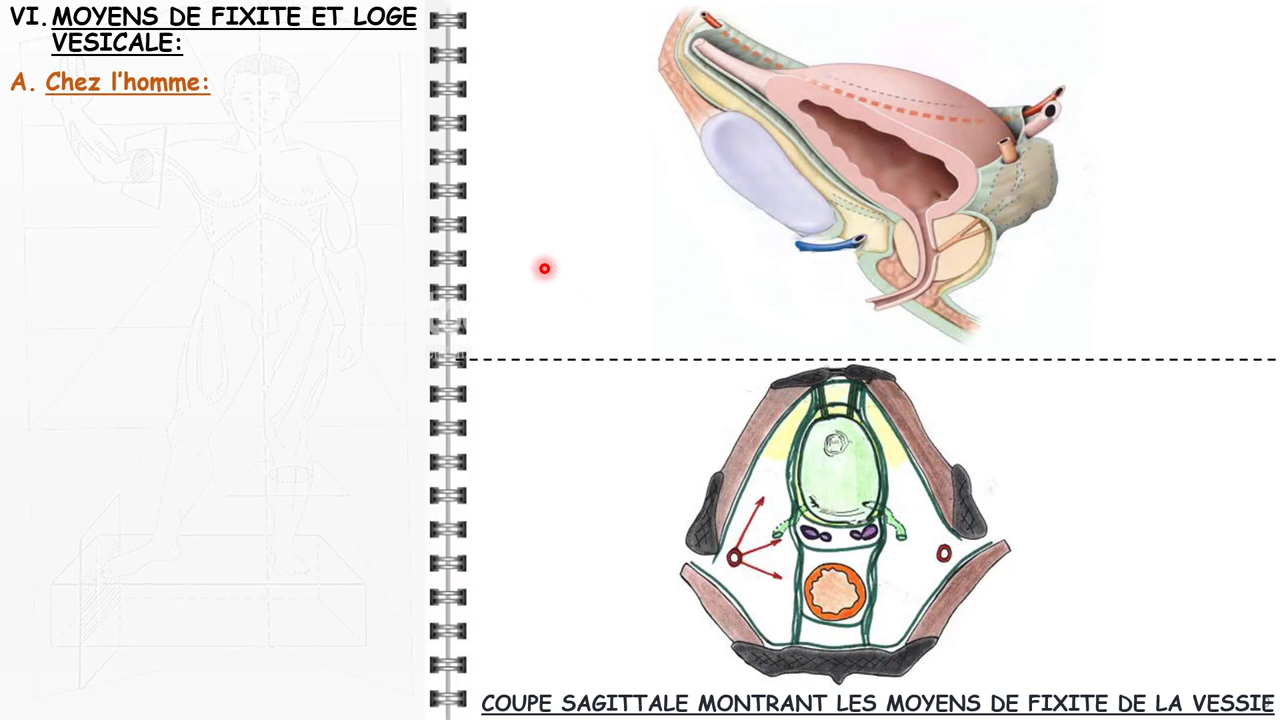 VI. MOYENS DE FIXITE ET LOGE
VESICALE:
A. Chez l'homme:
COUPE SAGITTALE MONTRANT LES MOYENS DE FIXITE DE LA VESSIE